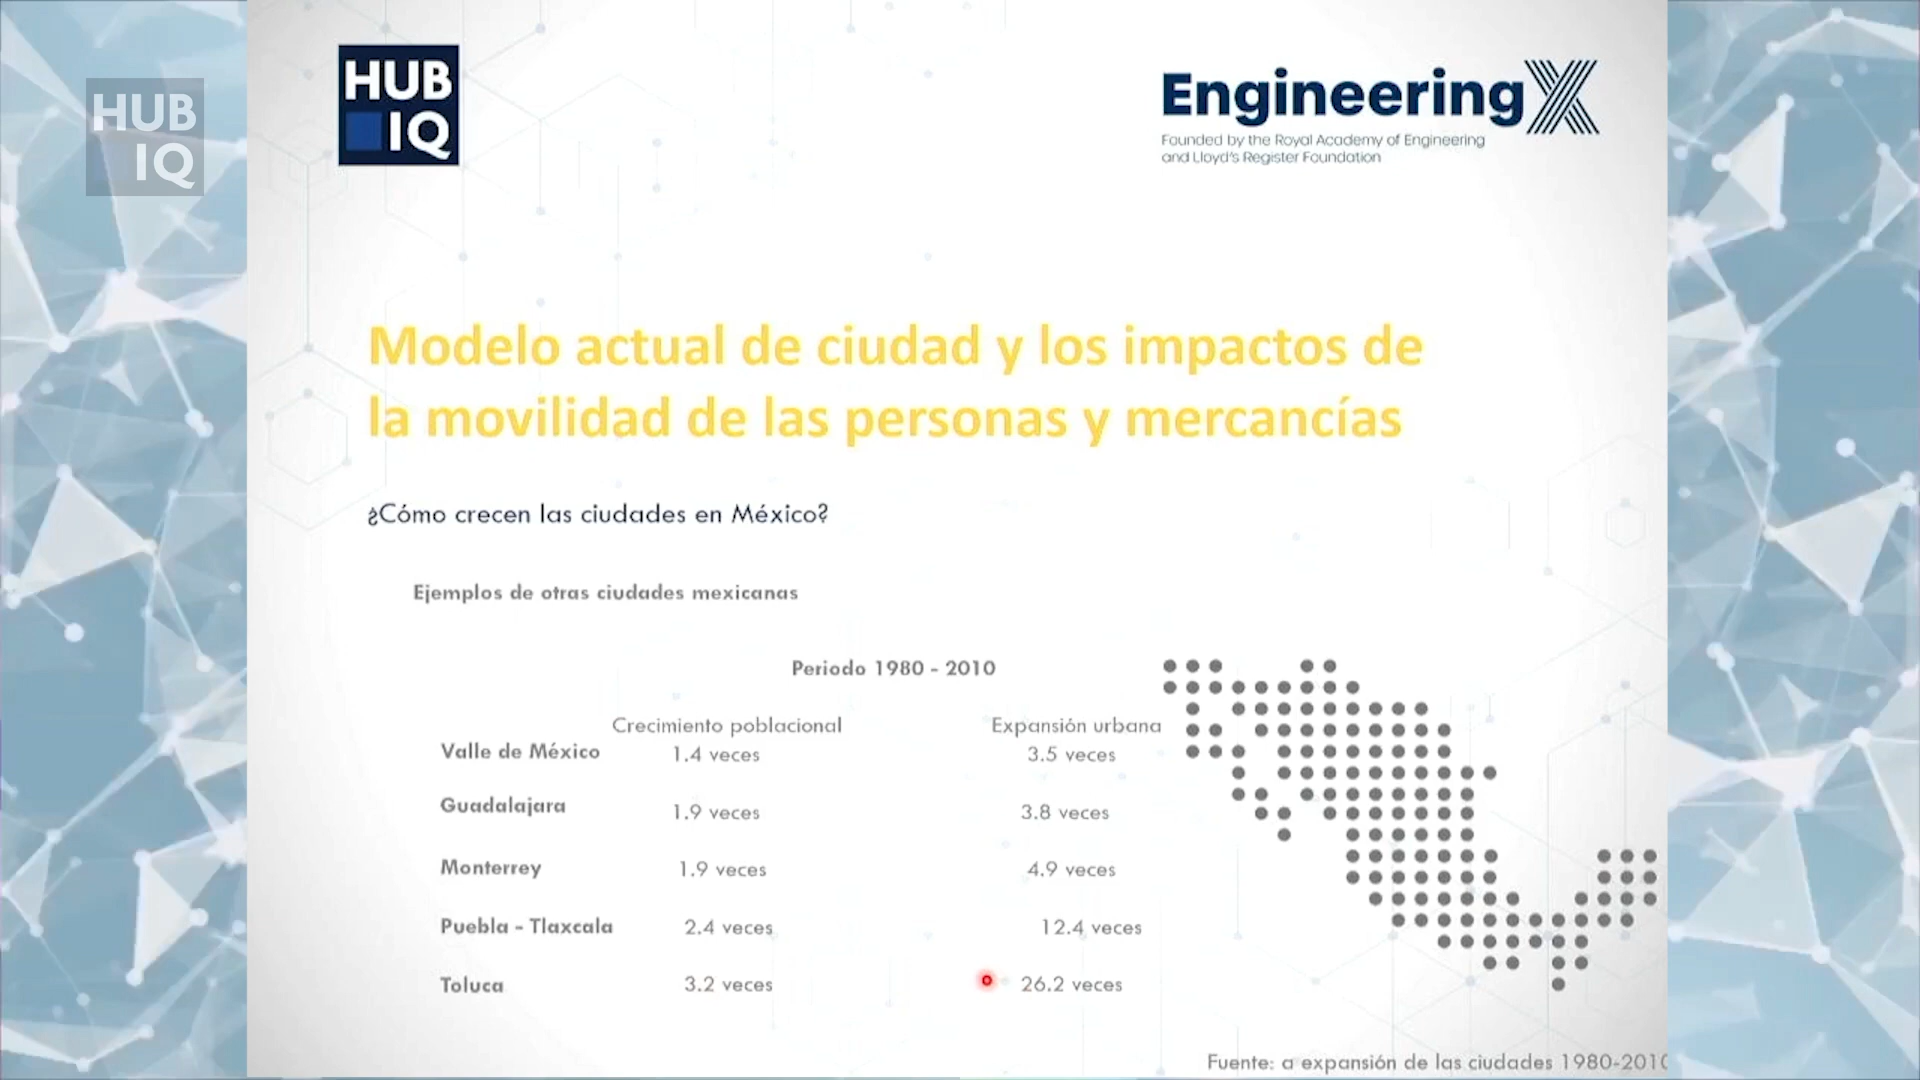 HUB
IQ
HUB
IQ
EngineeringX
Founded by the Royal Academy of Engineering
and Lloyd's Register Foundation
Modelo actual de ciudad y los impactos de
la movilidad de las personas y mercancías
¿Cómo crecen las ciudades en México?
Ejemplos de otras ciudades mexicanas
Periodo 1980 - 2010
Crecimiento poblacional Expansión urbana
Valle de México 1.4 veces 3.5 veces
Guadalajara 1.9 veces 3.8 veces
Monterrey 1.9 veces 4.9 veces
Puebla - Tlaxcala 2.4 veces 12.4 veces
Toluca 3.2 veces 26.2 veces
Fuente: a expansión de las ciudades 1980-2010